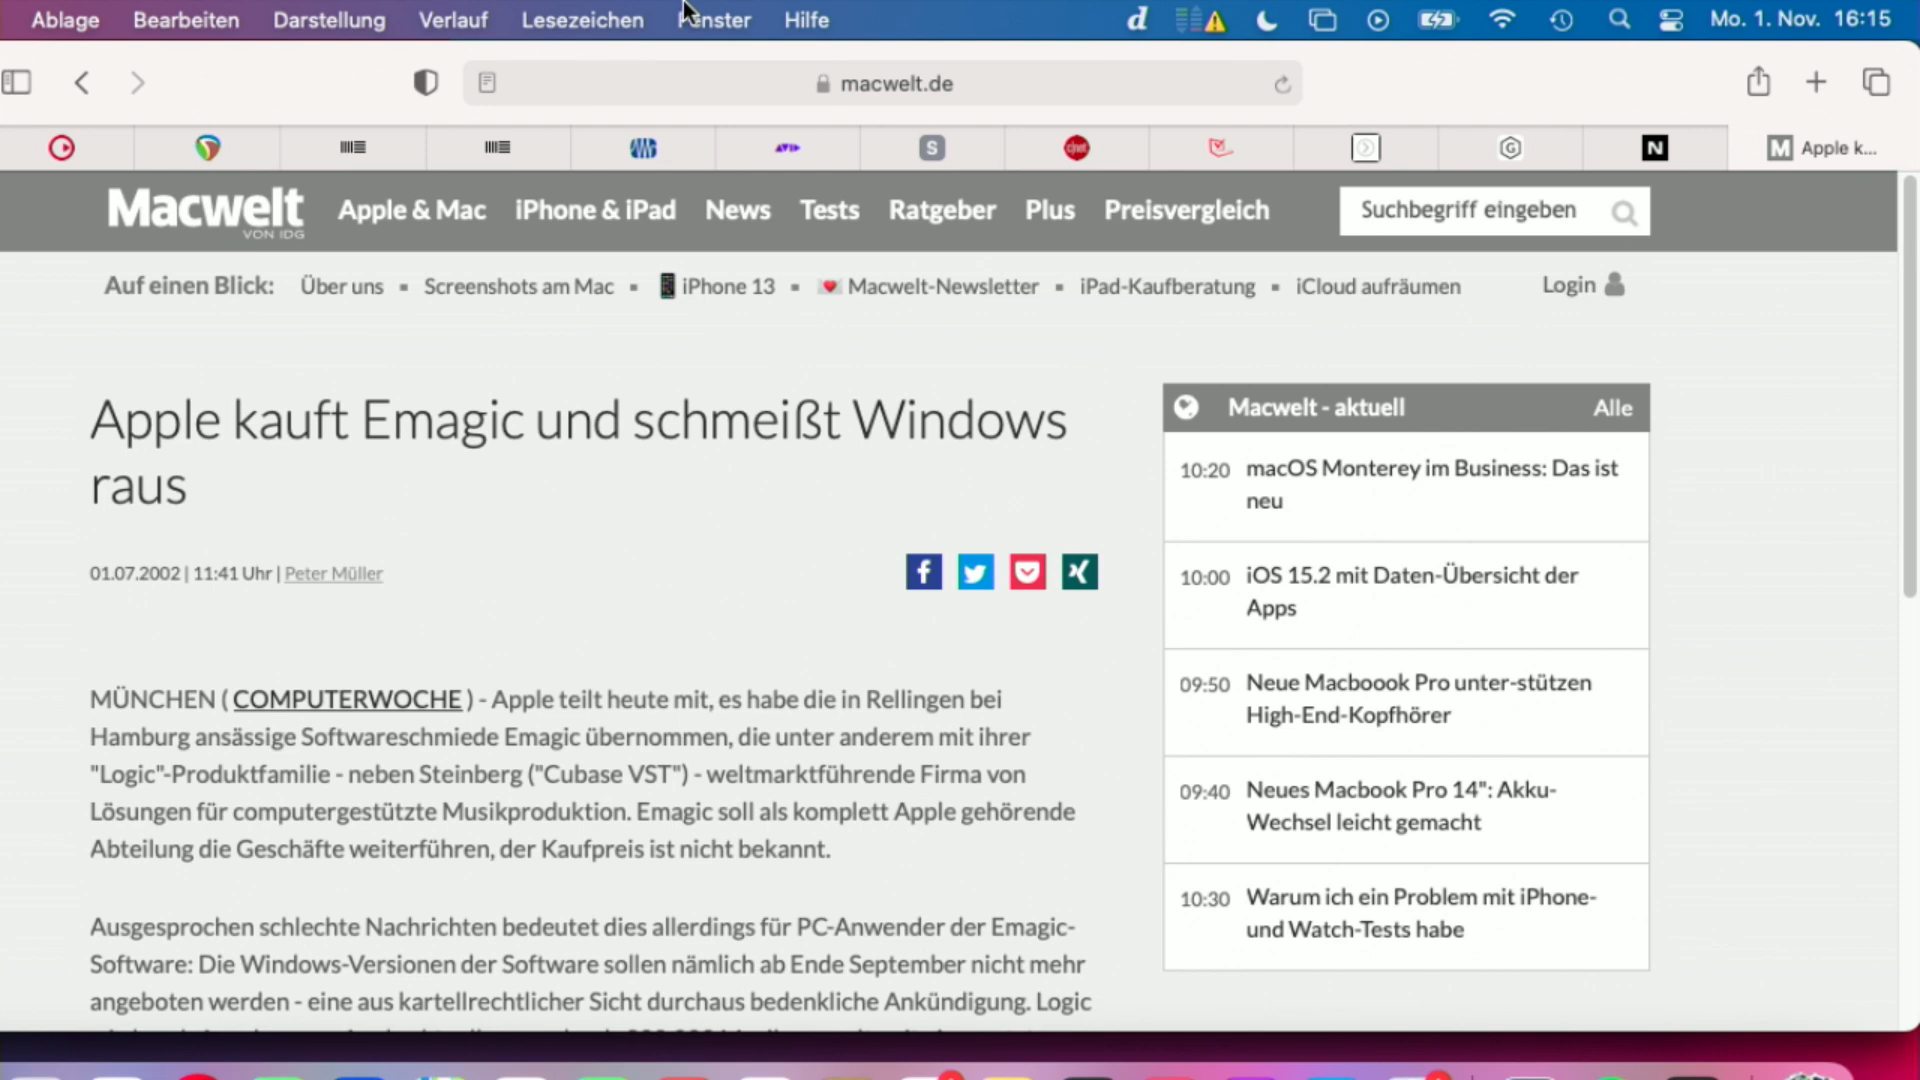 Ablage Bearbeiten Darstellung Verlauf Lesezeichen Fenster Hilfe Mo. 1. Nov. 16:15
macwelt.de
AVID S cnet G N M Apple k...
Macwelt Apple & Mac iPhone & iPad News Tests Ratgeber Plus Preisvergleich Suchbegriff eingeben
VON IDG
Auf einen Blick: Über uns ▪ Screenshots am Mac ▪ iPhone 13 ▪ Macwelt-Newsletter ▪ iPad-Kaufberatung ▪ iCloud aufräumen Login
Apple kauft Emagic und schmeißt Windows
raus
01.07.2002 | 11:41 Uhr | Peter Müller
MÜNCHEN ( COMPUTERWOCHE ) - Apple teilt heute mit, es habe die in Rellingen bei
Hamburg ansässige Softwareschmiede Emagic übernommen, die unter anderem mit ihrer
"Logic"-Produktfamilie - neben Steinberg ("Cubase VST") - weltmarktführende Firma von
Lösungen für computergestützte Musikproduktion. Emagic soll als komplett Apple gehörende
Abteilung die Geschäfte weiterführen, der Kaufpreis ist nicht bekannt.
Ausgesprochen schlechte Nachrichten bedeutet dies allerdings für PC-Anwender der Emagic-
Software: Die Windows-Versionen der Software sollen nämlich ab Ende September nicht mehr
angeboten werden - eine aus kartellrechtlicher Sicht durchaus bedenkliche Ankündigung. Logic
Macwelt - aktuell Alle
10:20 macOS Monterey im Business: Das ist
neu
10:00 iOS 15.2 mit Daten-Übersicht der
Apps
09:50 Neue Macboook Pro unter-stützen
High-End-Kopfhörer
09:40 Neues Macbook Pro 14": Akku-
Wechsel leicht gemacht
10:30 Warum ich ein Problem mit iPhone-
und Watch-Tests habe